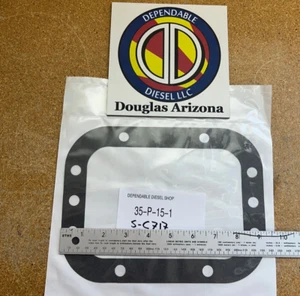 DEPENDABLE
DIESEL LLC
Douglas Arizona
DEPENDABLE DIESEL SHOP
35-P-15-1
S-C717